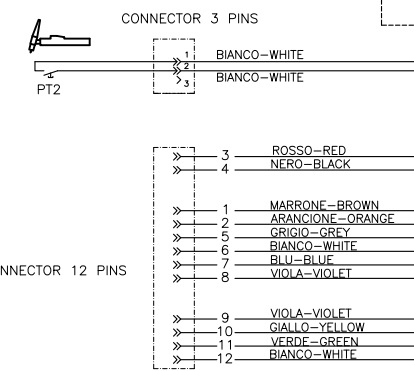 CONNECTOR 3 PINS
1 BIANCO-WHITE
2
BIANCO-WHITE
3
PT2
3 ROSSO-RED
4 NERO-BLACK
1 MARRONE-BROWN
2 ARANCIONE-ORANGE
5 GRIGIO-GREY
6 BIANCO-WHITE
7 BLU-BLUE
NNECTOR 12 PINS
8 VIOLA-VIOLET
9 VIOLA-VIOLET
10 GIALLO-YELLOW
11 VERDE-GREEN
12 BIANCO-WHITE